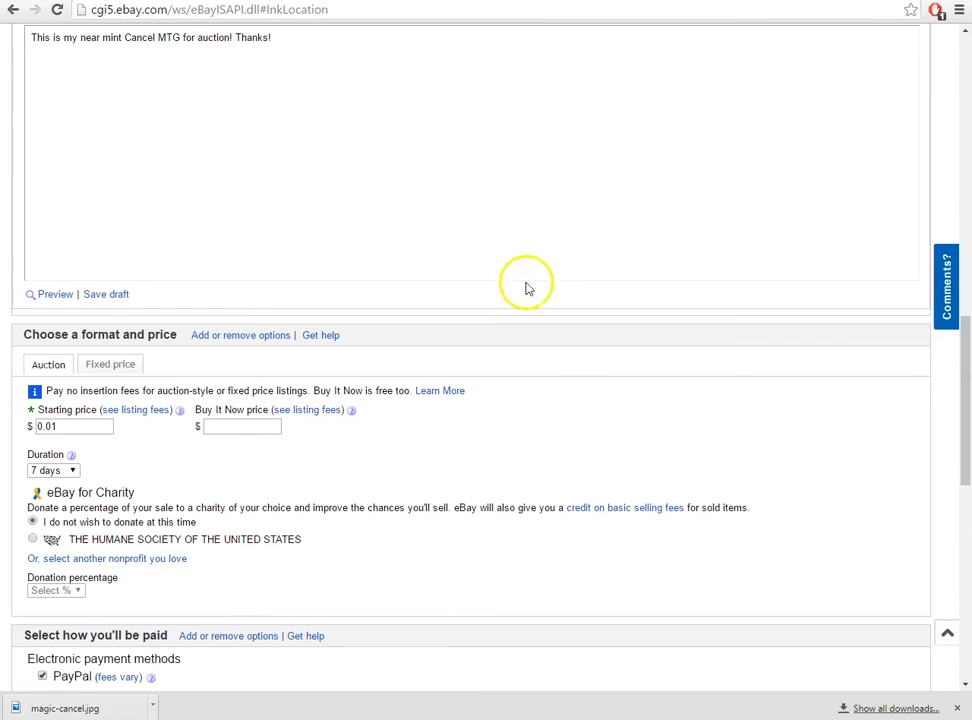 cgi5.ebay.com/ws/eBayISAPI.dll#lnkLocation
This is my near mint Cancel MTG for auction! Thanks!
Comments?
Preview | Save draft
Choose a format and price Add or remove options | Get help
Auction Fixed price
i Pay no insertion fees for auction-style or fixed price listings. Buy It Now is free too. Learn More
* Starting price (see listing fees) ? Buy It Now price (see listing fees) ?
$ 0.01 $
Duration ?
7 days
eBay for Charity
Donate a percentage of your sale to a charity of your choice and improve the chances you'll sell. eBay will also give you a credit on basic selling fees for sold items.
I do not wish to donate at this time
THE HUMANE SOCIETY OF THE UNITED STATES
Or, select another nonprofit you love
Donation percentage
Select %
Select how you'll be paid Add or remove options | Get help
Electronic payment methods
PayPal (fees vary) ?
magic-cancel.jpg Show all downloads...